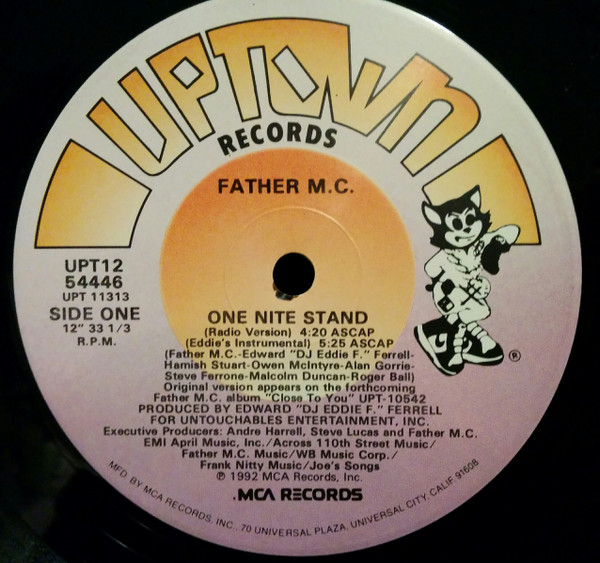 UPTOWN
RECORDS
FATHER M.C.
UPT12
54446
UPT 11313
SIDE ONE
12" 33 1/3
R.P.M.
®
ONE NITE STAND
(Radio Version) 4:20 ASCAP
(Eddie's Instrumental) 5:25 ASCAP
(Father M.C.-Edward "DJ Eddie F." Ferrell-
Hamish Stuart-Owen McIntyre-Alan Gorrie-
Steve Ferrone-Malcolm Duncan-Roger Ball)
Original version appears on the forthcoming
Father M.C. album "Close To You" UPT-10542
PRODUCED BY EDWARD "DJ EDDIE F." FERRELL
FOR UNTOUCHABLES ENTERTAINMENT, INC.
Executive Producers: Andre Harrell, Steve Lucas and Father M.C.
EMI April Music, Inc./Across 110th Street Music/
Father M.C. Music/WB Music Corp./
Frank Nitty Music/Joe's Songs
℗ 1992 MCA Records, Inc.
.MCA RECORDS
MFD. BY MCA RECORDS, INC., 70 UNIVERSAL PLAZA, UNIVERSAL CITY, CALIF. 91608